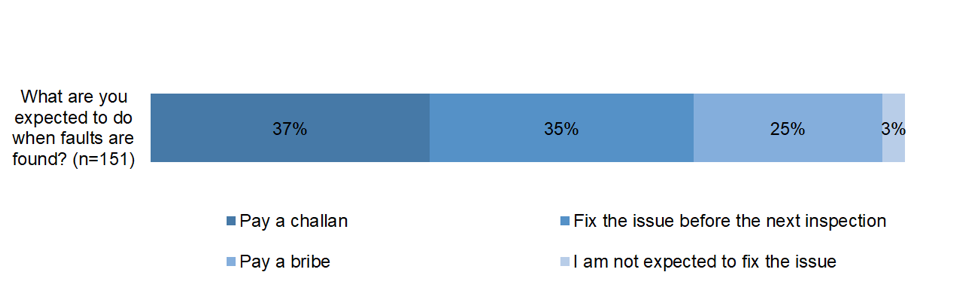 What are you
expected to do
when faults are
found? (n=151)
37%
35%
25%
3%
Pay a challan
Fix the issue before the next inspection
Pay a bribe
I am not expected to fix the issue